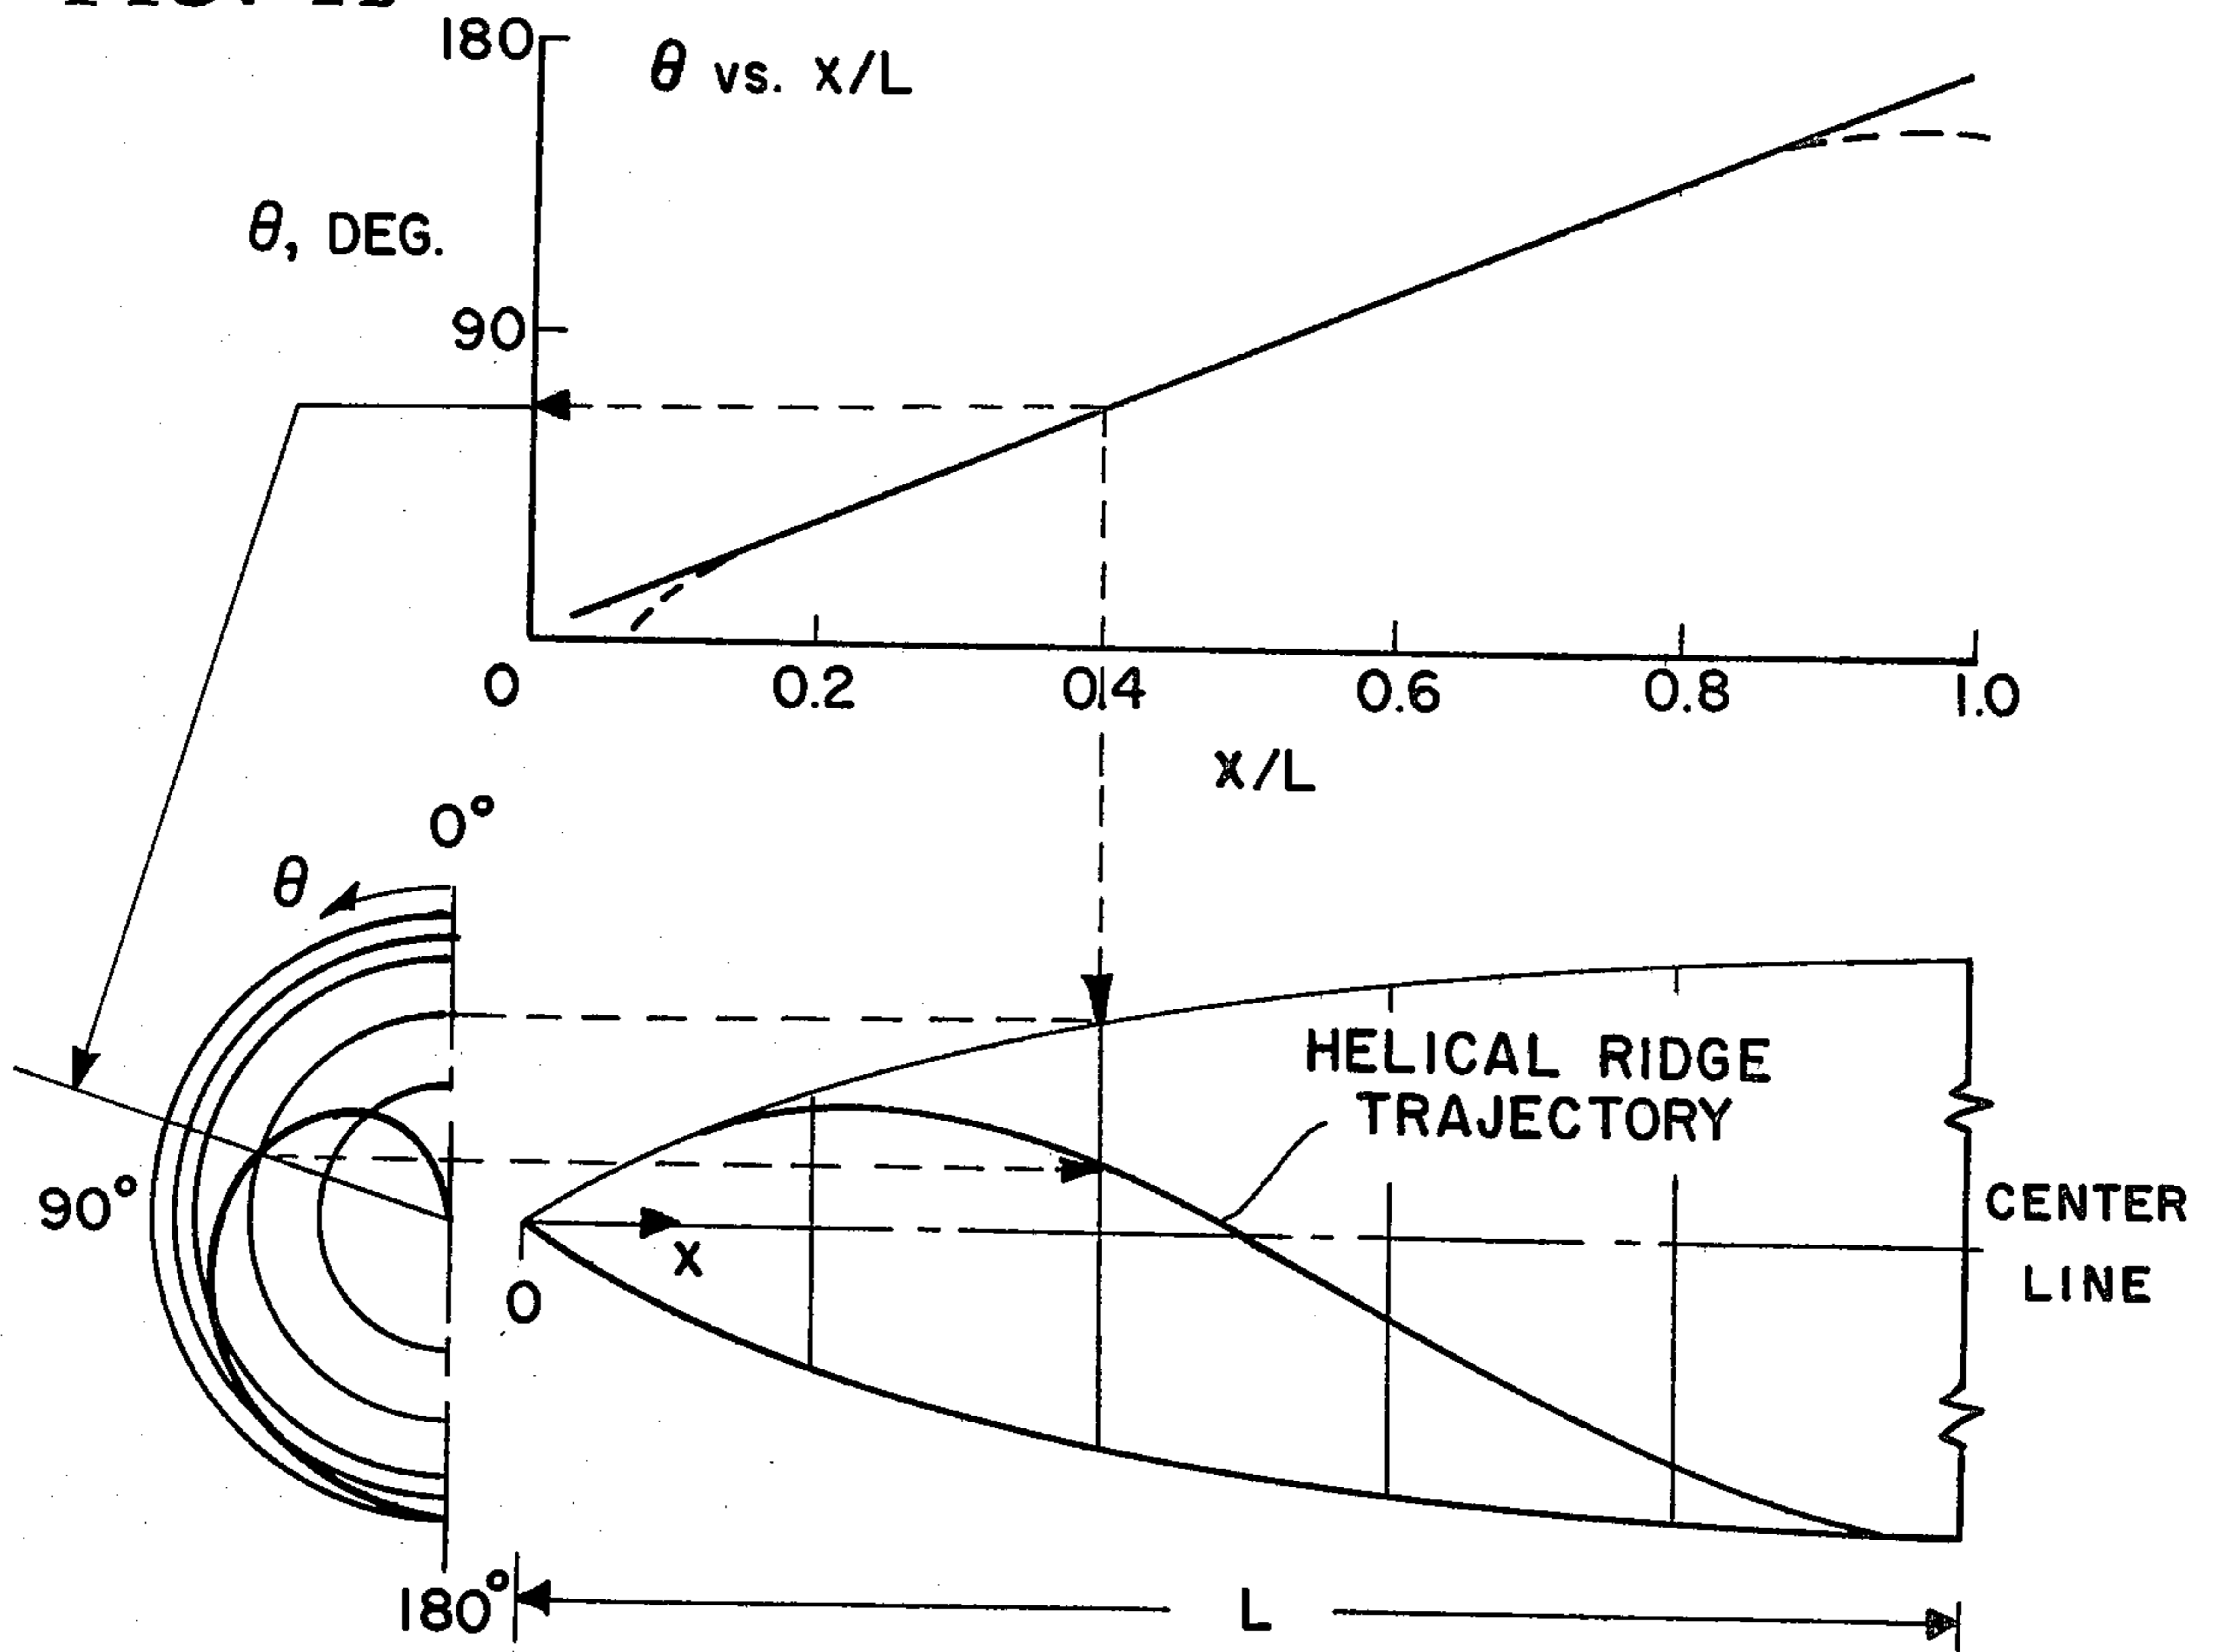 180
θ vs. X/L
θ, DEG.
90
0 0.2 0.4 0.6 0.8 1.0
X/L
0°
θ
HELICAL RIDGE
TRAJECTORY
90°
CENTER
LINE
X
0
180°
L